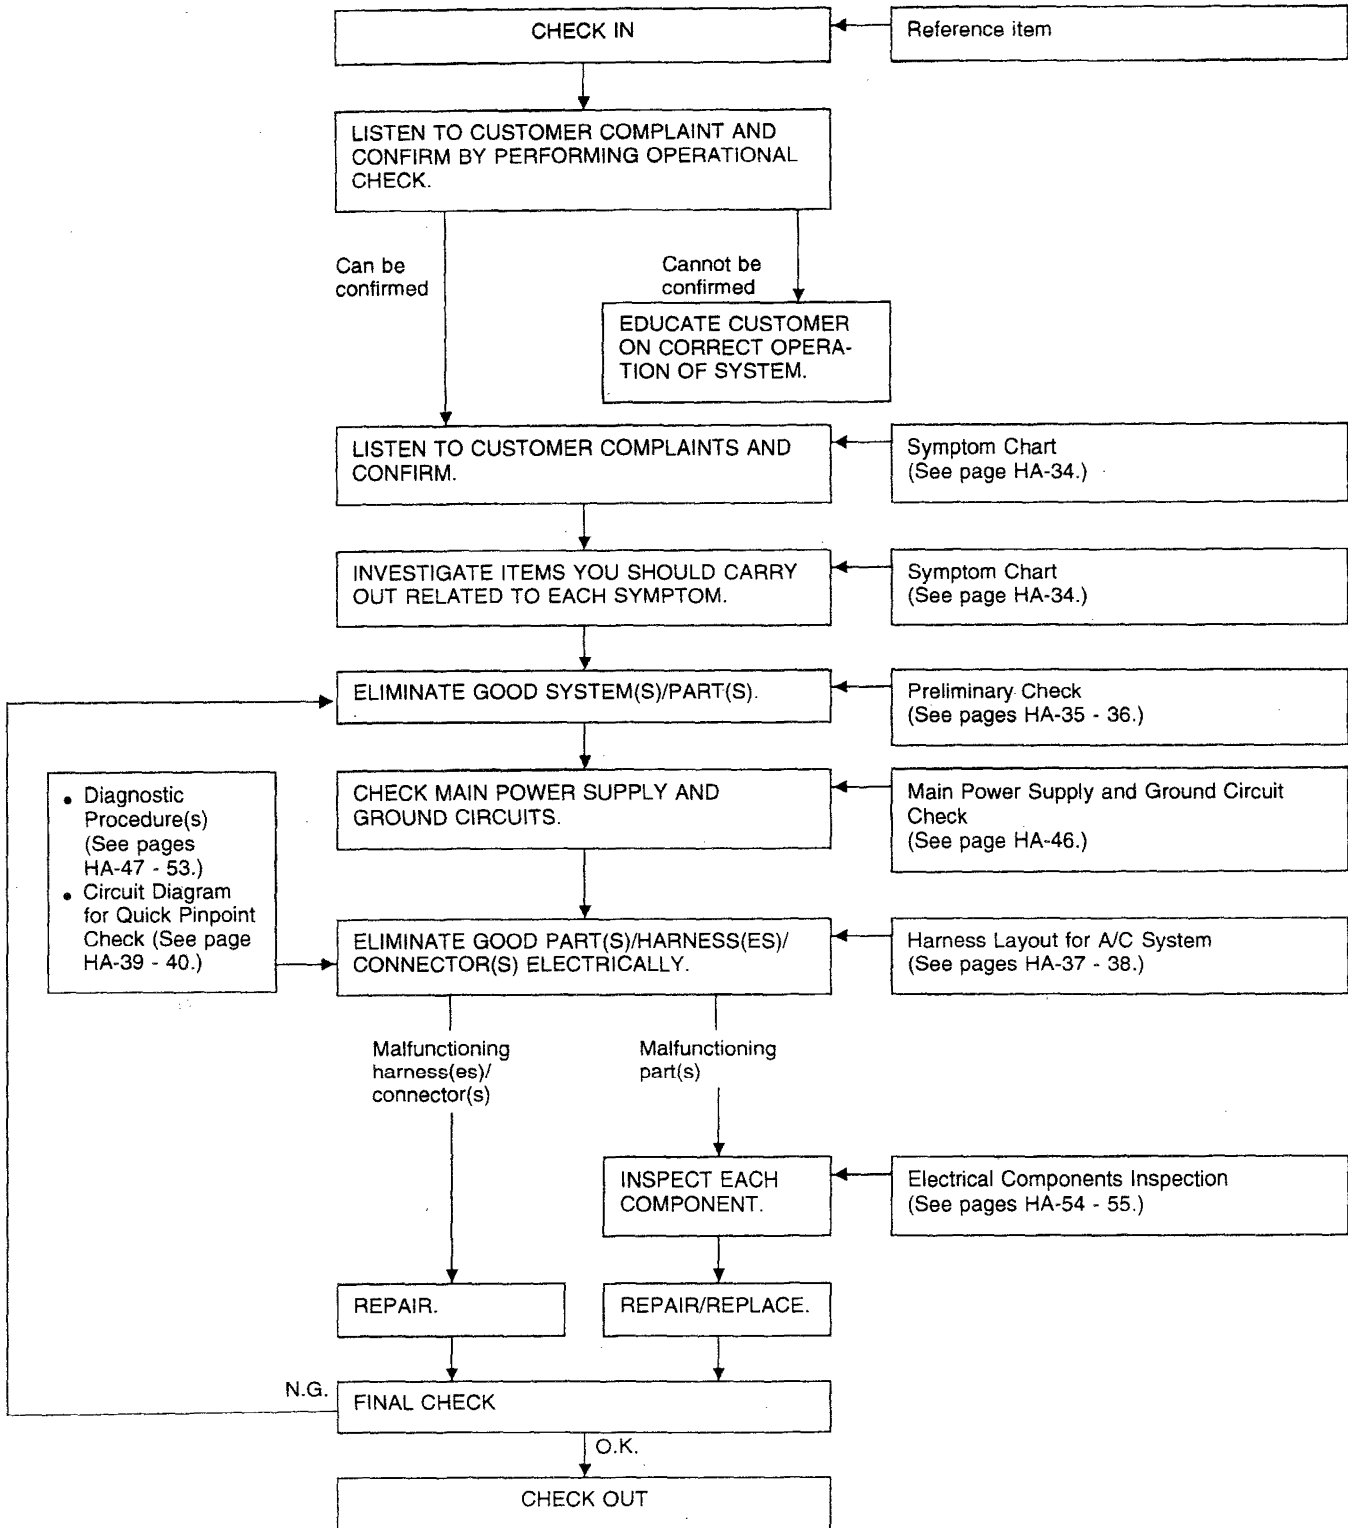 CHECK IN
Reference item
LISTEN TO CUSTOMER COMPLAINT AND
CONFIRM BY PERFORMING OPERATIONAL
CHECK.
Can be
confirmed
Cannot be
confirmed
EDUCATE CUSTOMER
ON CORRECT OPERA-
TION OF SYSTEM.
LISTEN TO CUSTOMER COMPLAINTS AND
CONFIRM.
Symptom Chart
(See page HA-34.)
INVESTIGATE ITEMS YOU SHOULD CARRY
OUT RELATED TO EACH SYMPTOM.
Symptom Chart
(See page HA-34.)
ELIMINATE GOOD SYSTEM(S)/PART(S).
Preliminary Check
(See pages HA-35 - 36.)
CHECK MAIN POWER SUPPLY AND
GROUND CIRCUITS.
Main Power Supply and Ground Circuit
Check
(See page HA-46.)
• Diagnostic
Procedure(s)
(See pages
HA-47 - 53.)
• Circuit Diagram
for Quick Pinpoint
Check (See page
HA-39 - 40.)
ELIMINATE GOOD PART(S)/HARNESS(ES)/
CONNECTOR(S) ELECTRICALLY.
Harness Layout for A/C System
(See pages HA-37 - 38.)
Malfunctioning
harness(es)/
connector(s)
Malfunctioning
part(s)
INSPECT EACH
COMPONENT.
Electrical Components Inspection
(See pages HA-54 - 55.)
REPAIR.
REPAIR/REPLACE.
N.G.
FINAL CHECK
O.K.
CHECK OUT